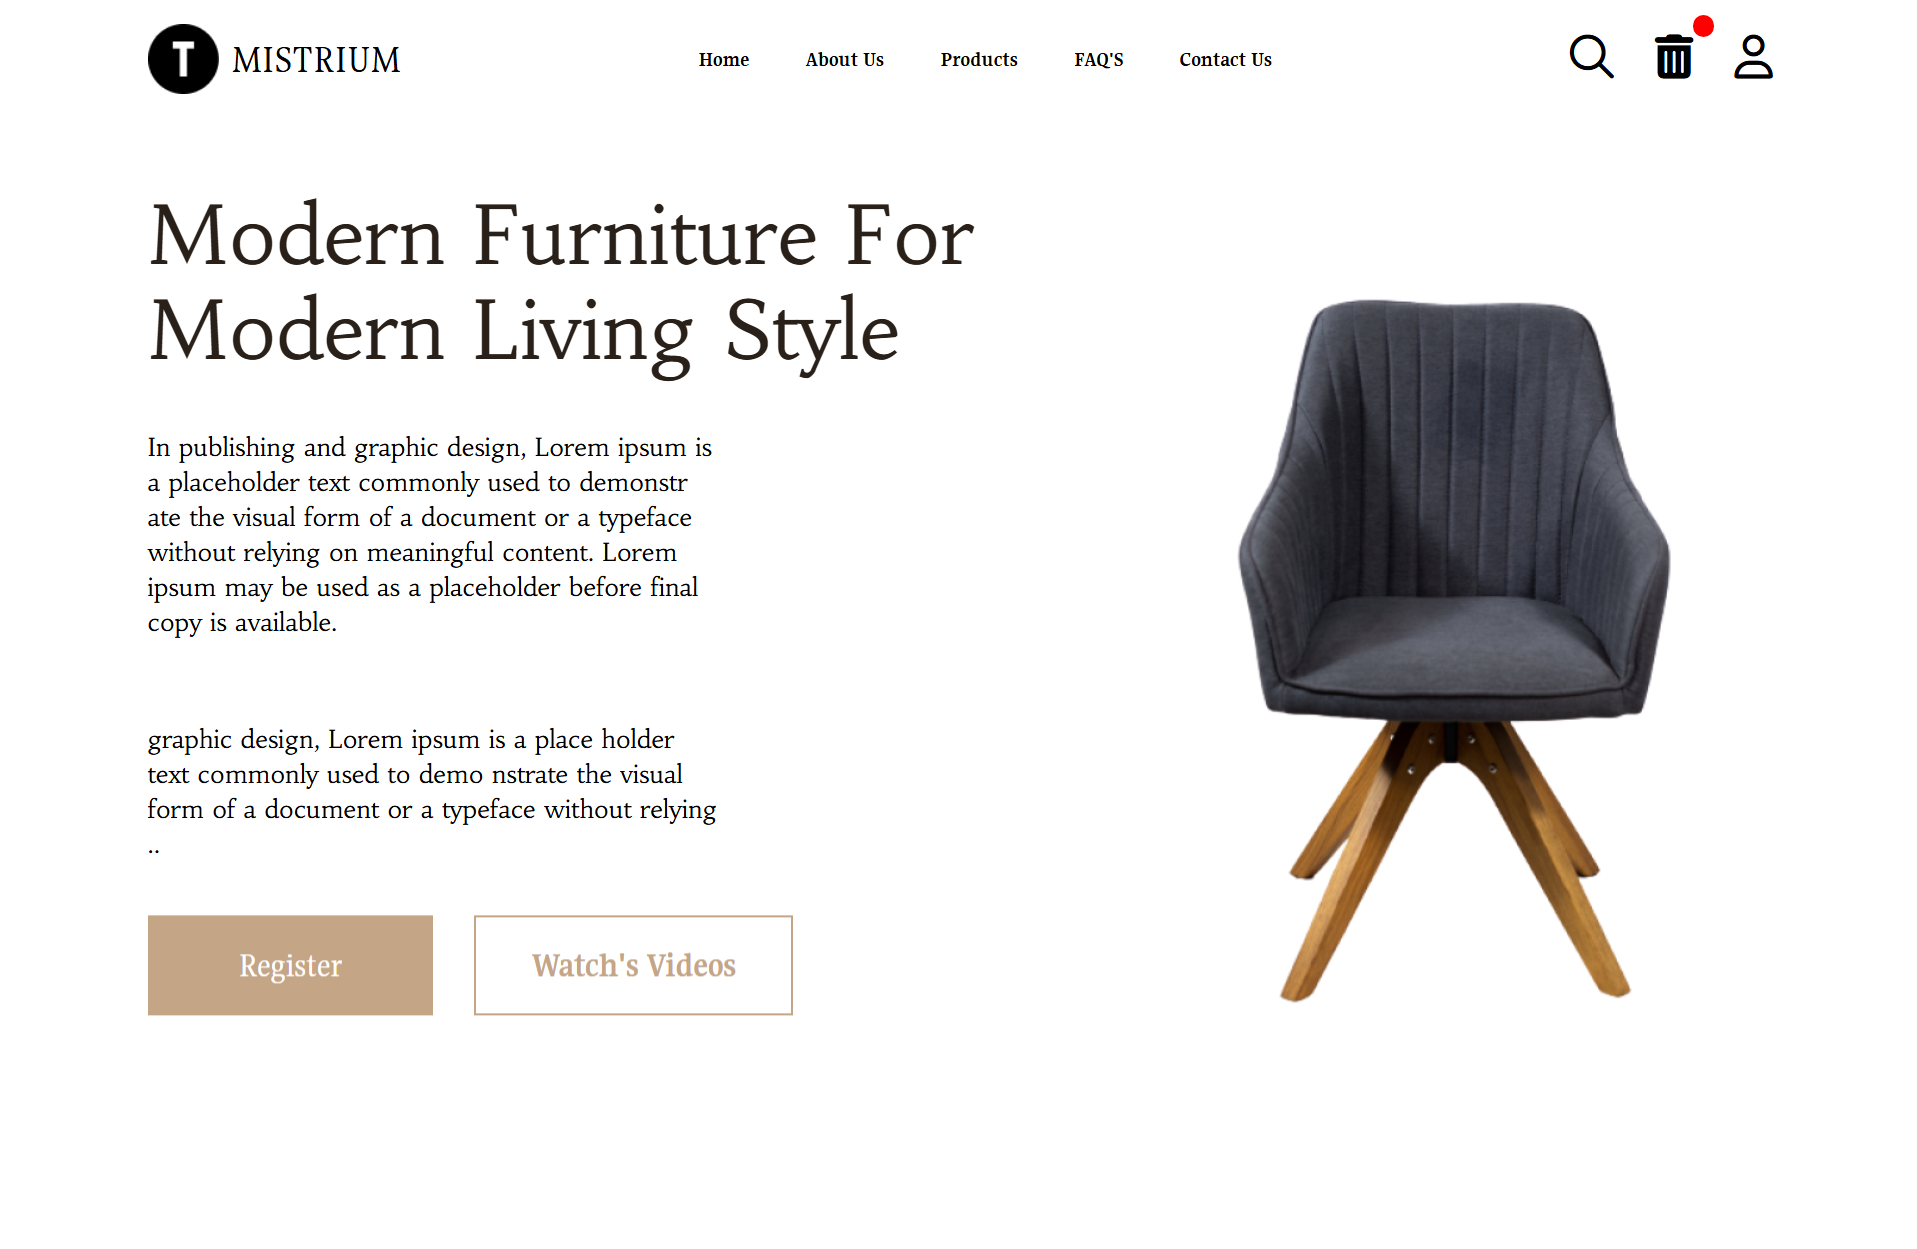 T MISTRIUM
Home About Us Products FAQ'S Contact Us
Modern Furniture For
Modern Living Style
In publishing and graphic design, Lorem ipsum is
a placeholder text commonly used to demonstr
ate the visual form of a document or a typeface
without relying on meaningful content. Lorem
ipsum may be used as a placeholder before final
copy is available.
graphic design, Lorem ipsum is a place holder
text commonly used to demo nstrate the visual
form of a document or a typeface without relying
..
Register
Watch's Videos